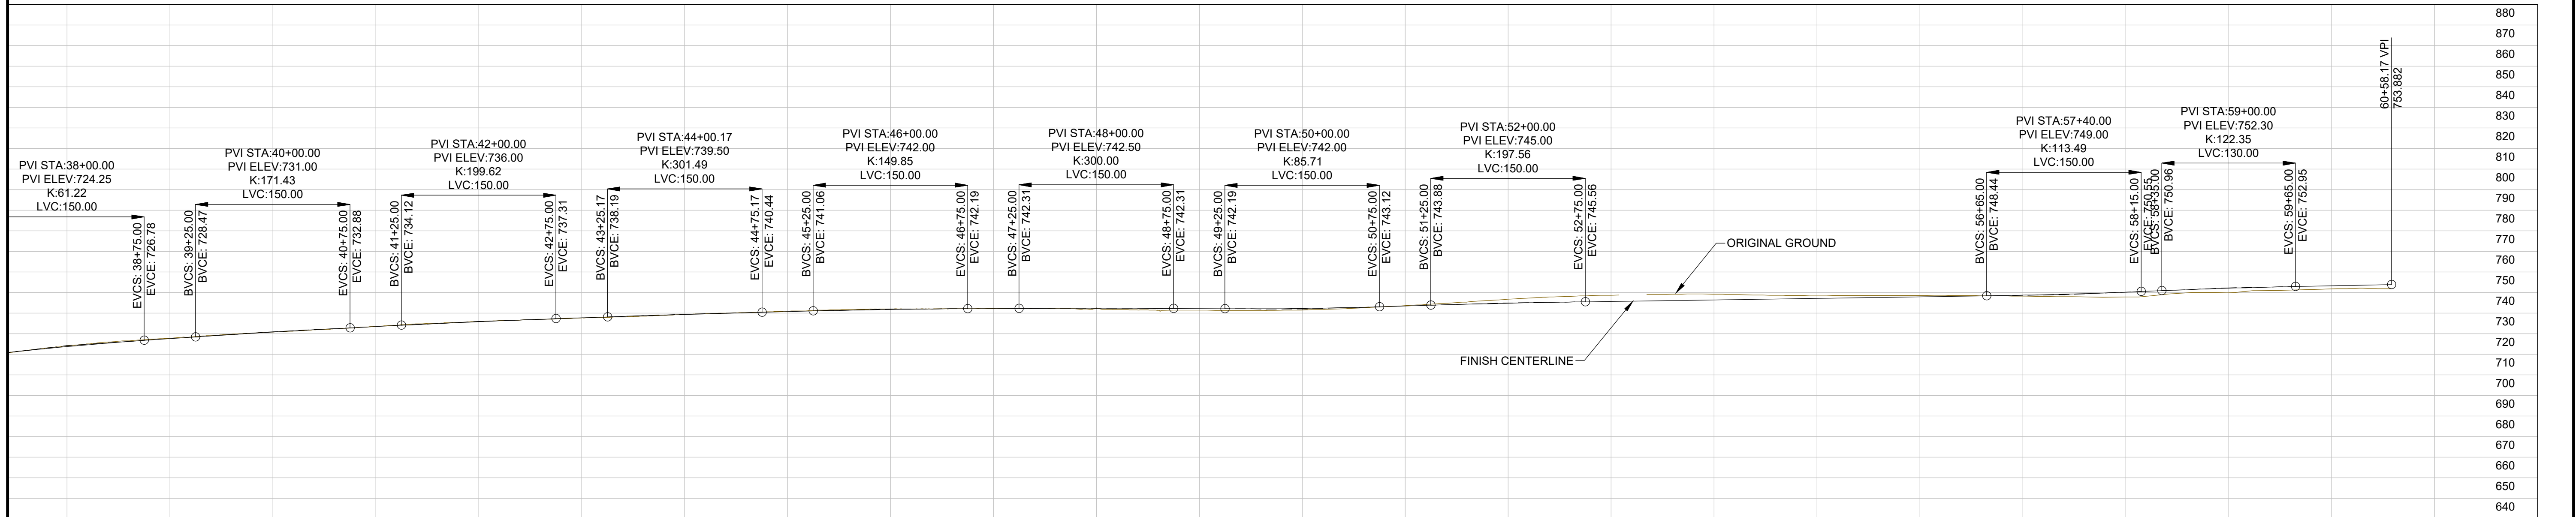 PVI STA:38+00.00
PVI ELEV:724.25
K:61.22
LVC:150.00
EVCS: 38+75.00
EVCE: 726.78
PVI STA:40+00.00
PVI ELEV:731.00
K:171.43
LVC:150.00
BVCS: 39+25.00
BVCE: 728.47
EVCS: 40+75.00
EVCE: 732.88
PVI STA:42+00.00
PVI ELEV:736.00
K:199.62
LVC:150.00
BVCS: 41+25.00
BVCE: 734.12
EVCS: 42+75.00
EVCE: 737.31
PVI STA:44+00.17
PVI ELEV:739.50
K:301.49
LVC:150.00
BVCS: 43+25.17
BVCE: 738.19
EVCS: 44+75.17
EVCE: 740.44
PVI STA:46+00.00
PVI ELEV:742.00
K:149.85
LVC:150.00
BVCS: 45+25.00
BVCE: 741.06
EVCS: 46+75.00
EVCE: 742.19
PVI STA:48+00.00
PVI ELEV:742.50
K:300.00
LVC:150.00
BVCS: 47+25.00
BVCE: 742.31
EVCS: 48+75.00
EVCE: 742.31
PVI STA:50+00.00
PVI ELEV:742.00
K:85.71
LVC:150.00
BVCS: 49+25.00
BVCE: 742.19
EVCS: 50+75.00
EVCE: 743.12
PVI STA:52+00.00
PVI ELEV:745.00
K:197.56
LVC:150.00
BVCS: 51+25.00
BVCE: 743.88
EVCS: 52+75.00
EVCE: 745.56
ORIGINAL GROUND
FINISH CENTERLINE
PVI STA:57+40.00
PVI ELEV:749.00
K:113.49
LVC:150.00
BVCS: 56+65.00
BVCE: 748.44
EVCS: 58+15.00
EVCE: 750.55
PVI STA:59+00.00
PVI ELEV:752.30
K:122.35
LVC:130.00
BVCS: 58+35.00
BVCE: 750.96
EVCS: 59+65.00
EVCE: 752.95
60+58.17 VPI
753.882
880
870
860
850
840
830
820
810
800
790
780
770
760
750
740
730
720
710
700
690
680
670
660
650
640